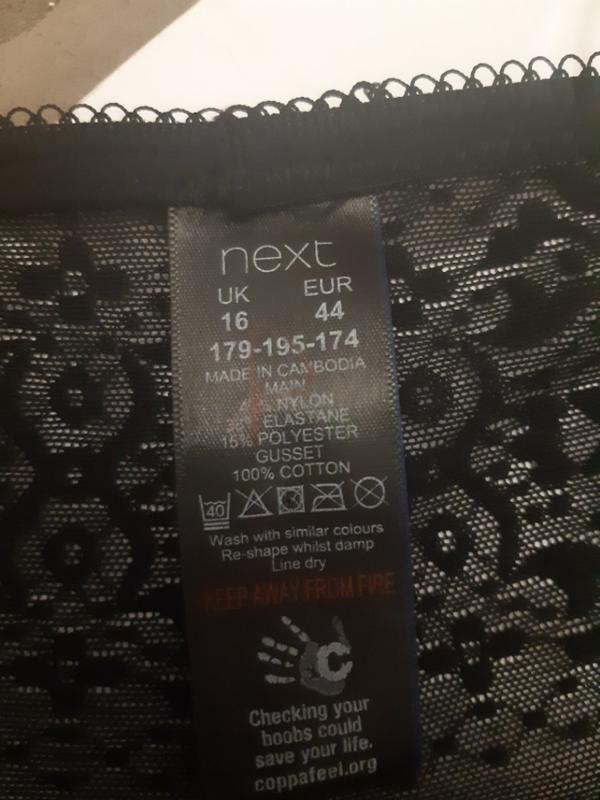 next
UK EUR
16 44
179-195-174
MADE IN CAMBODIA
MAIN
NYLON
ELASTANE
15% POLYESTER
GUSSET
100% COTTON
40
Wash with similar colours
Re-shape whilst damp
Line dry
KEEP AWAY FROM FIRE
C
Checking your
boobs could
save your life.
coppafeel.org